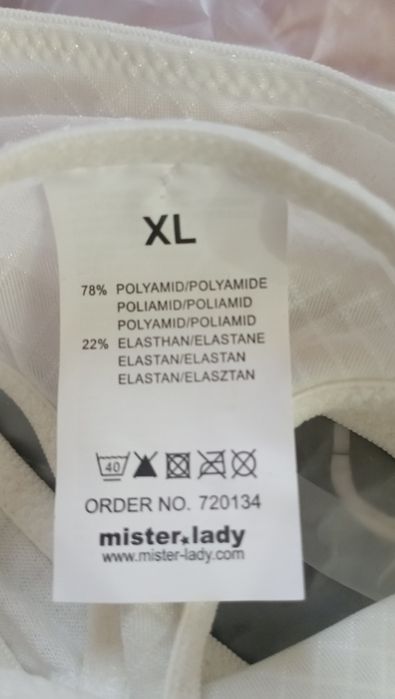 XL
78% POLYAMID/POLYAMIDE
POLIAMID/POLIAMID
POLYAMID/POLIAMID
22% ELASTHAN/ELASTANE
ELASTAN/ELASTAN
ELASTAN/ELASZTAN
40
ORDER NO. 720134
mister★lady
www.mister-lady.com